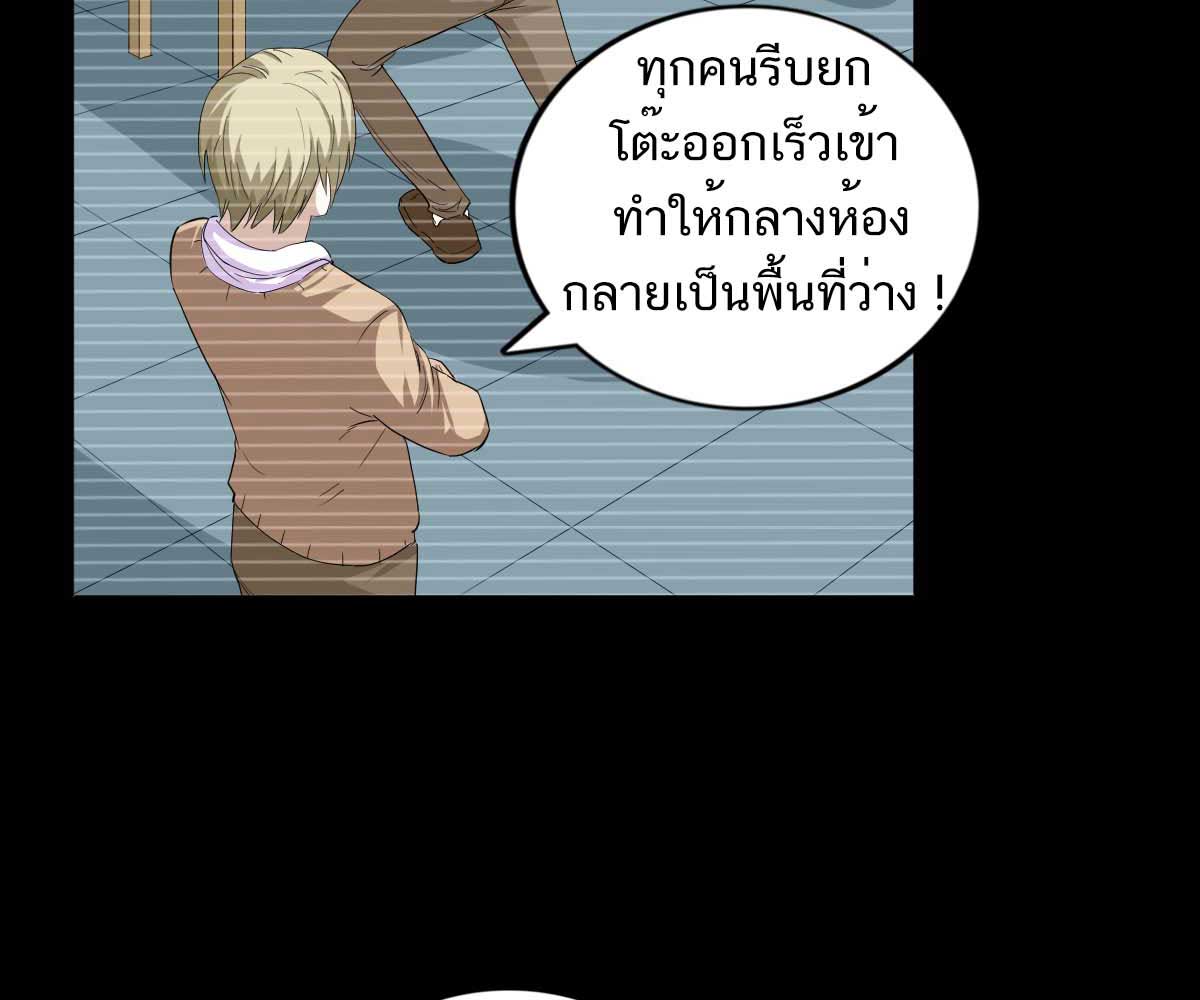 ทุกคนรีบยก
โต๊ะออกเร็วเข้า
ทำให้กลางห้อง
กลายเป็นพื้นที่ว่าง !